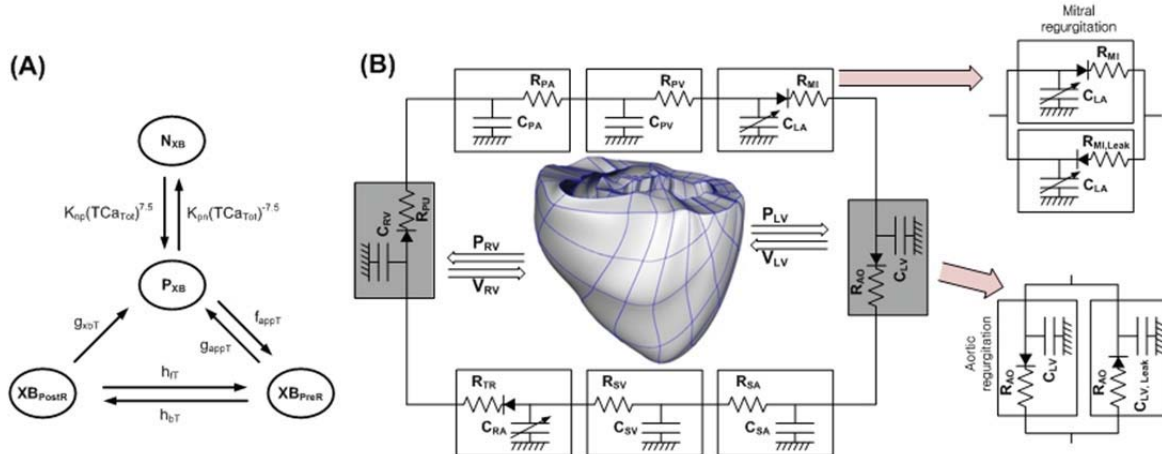 (A)
N_XB
K_np(TCa_Tot)^7.5
K_pn(TCa_Tot)^-7.5
P_XB
g_xbT
f_appT
g_appT
XB_PostR
h_fT
h_bT
XB_PreR
(B)
R_PA
C_PA
R_PV
C_PV
R_MI
C_LA
C_RV
R_PU
P_RV
V_RV
P_LV
V_LV
R_AO
C_LV
R_TR
C_RA
R_SV
C_SV
R_SA
C_SA
Mitral
regurgitation
R_MI
C_LA
R_MI,Leak
C_LA
Aortic
regurgitation
R_AO
C_LV
R_AO
C_LV, Leak